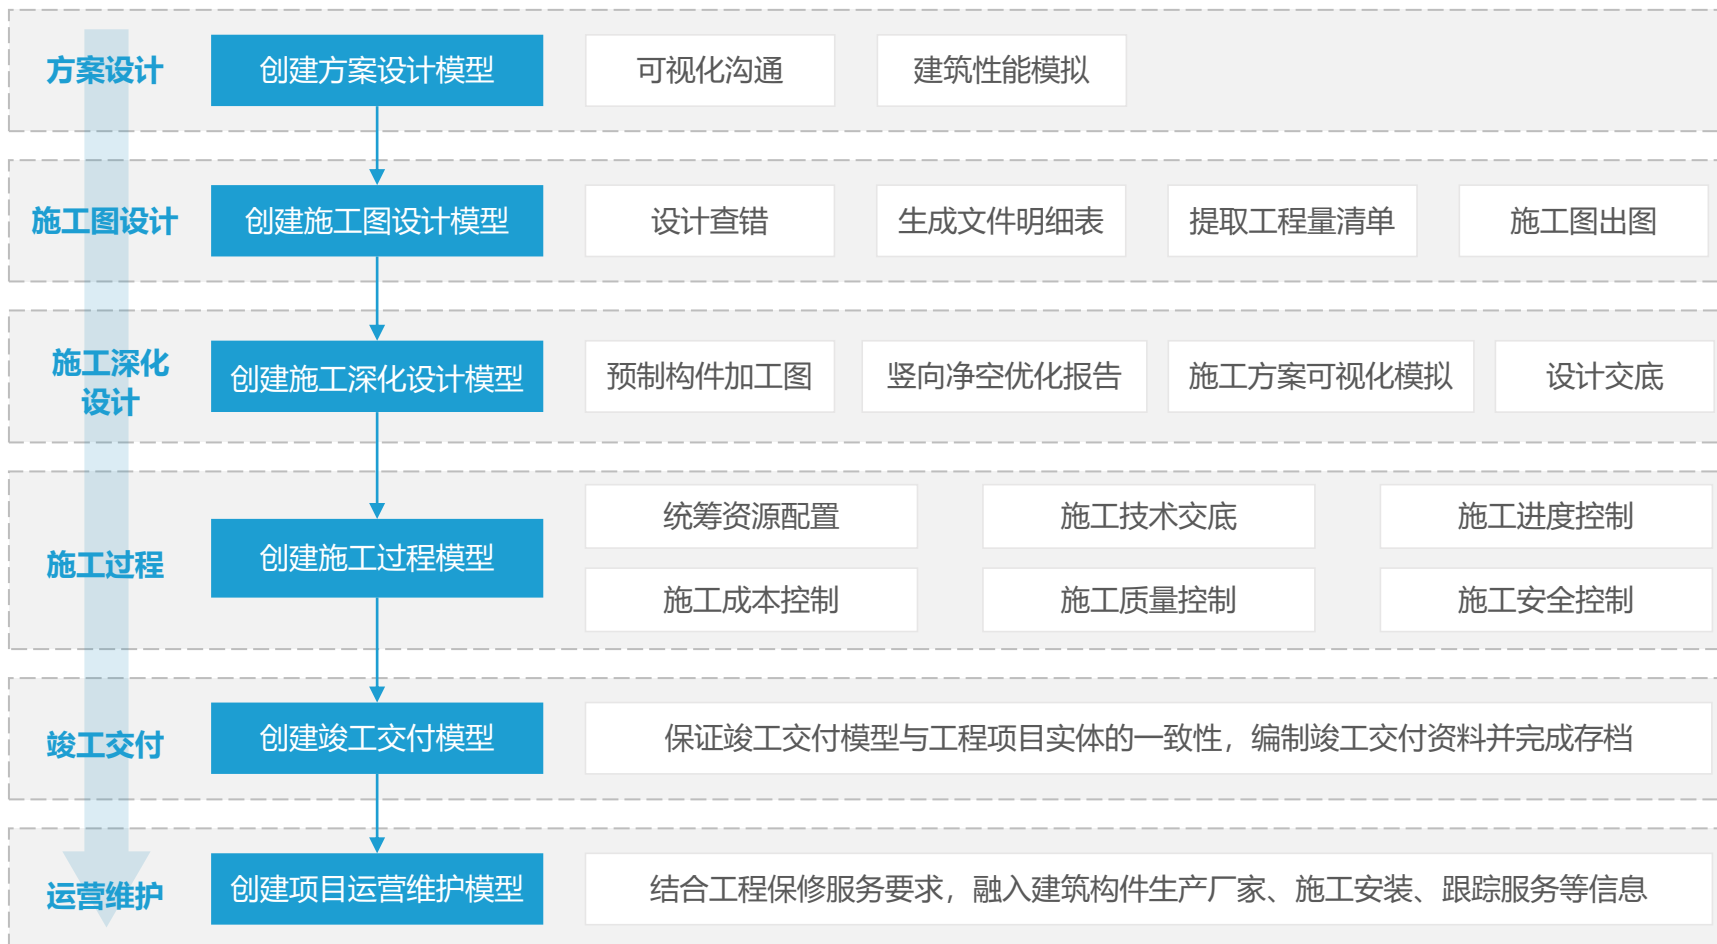 方案设计
创建方案设计模型
可视化沟通
建筑性能模拟
施工图设计
创建施工图设计模型
设计查错
生成文件明细表
提取工程量清单
施工图出图
施工深化
设计
创建施工深化设计模型
预制构件加工图
竖向净空优化报告
施工方案可视化模拟
设计交底
施工过程
创建施工过程模型
统筹资源配置
施工技术交底
施工进度控制
施工成本控制
施工质量控制
施工安全控制
竣工交付
创建竣工交付模型
保证竣工交付模型与工程项目实体的一致性，编制竣工交付资料并完成存档
运营维护
创建项目运营维护模型
结合工程保修服务要求，融入建筑构件生产厂家、施工安装、跟踪服务等信息